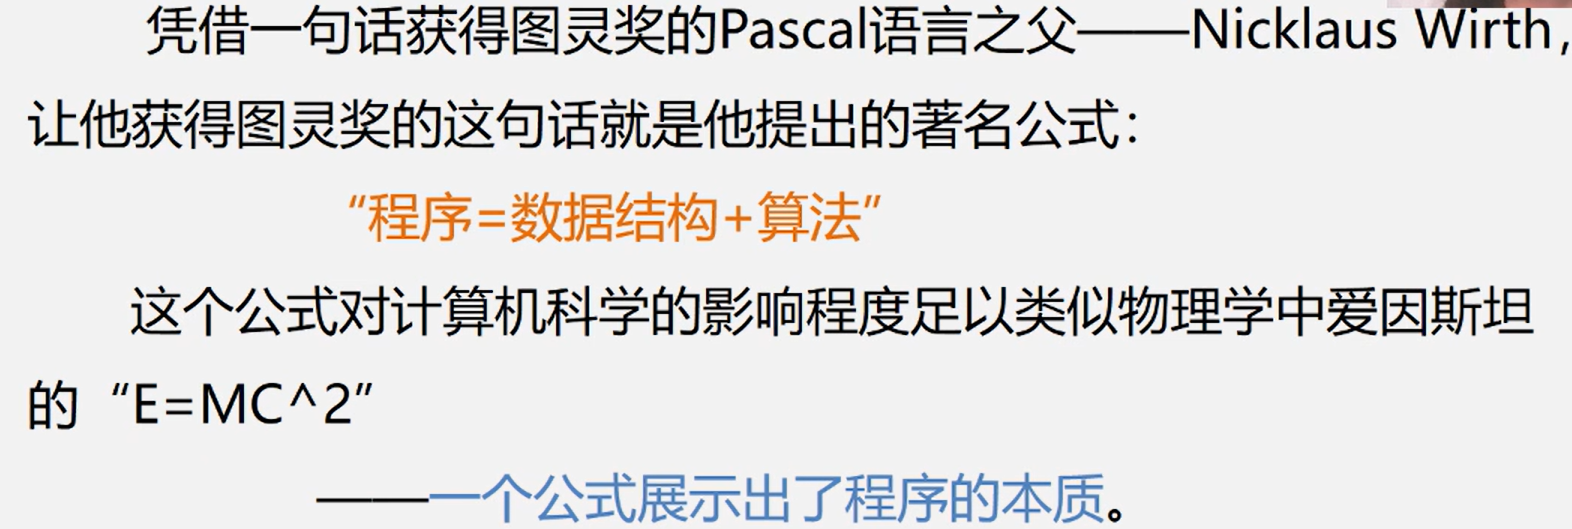 凭借一句话获得图灵奖的Pascal语言之父——Nicklaus Wirth,
让他获得图灵奖的这句话就是他提出的著名公式:
“程序=数据结构+算法”
这个公式对计算机科学的影响程度足以类似物理学中爱因斯坦
的“E=MC^2”
——一个公式展示出了程序的本质。